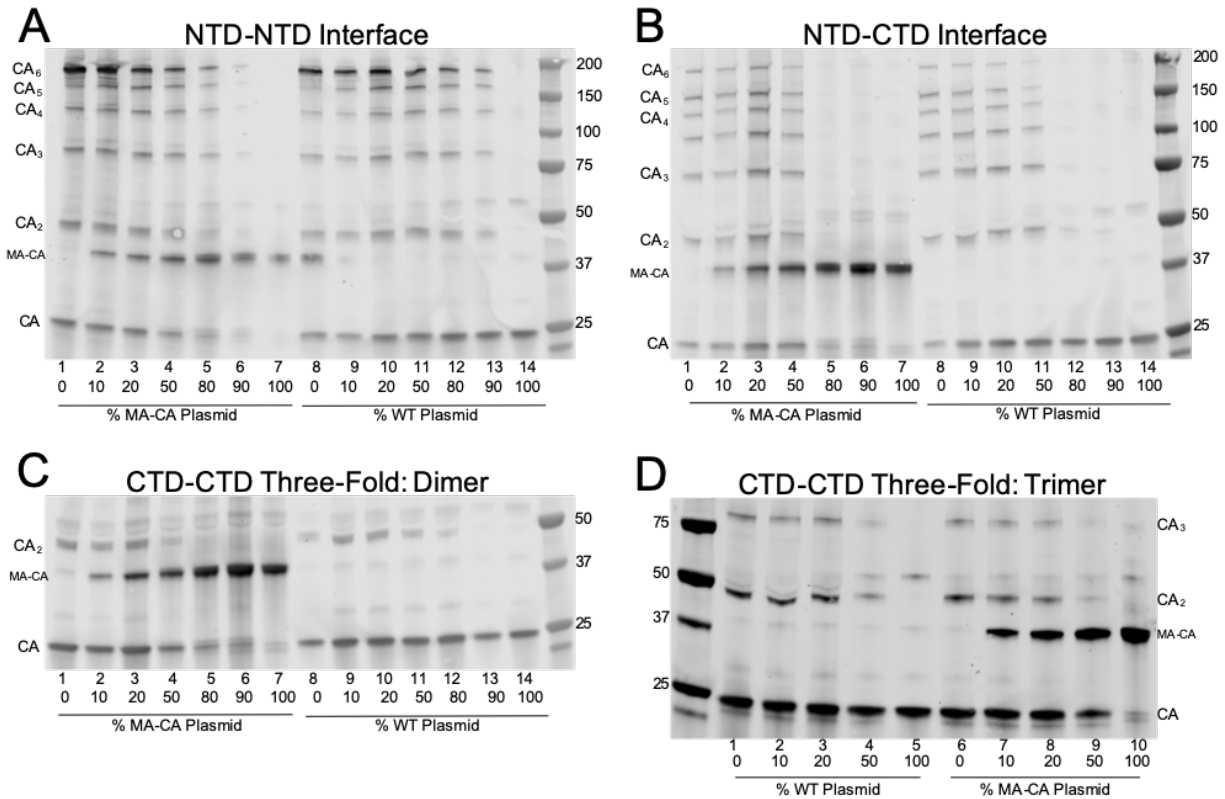 A
NTD-NTD Interface
CA6
CA5
CA4
CA3
CA2
MA-CA
CA
200
150
100
75
50
37
25
1 2 3 4 5 6 7 8 9 10 11 12 13 14
0 10 20 50 80 90 100 0 10 20 50 80 90 100
% MA-CA Plasmid % WT Plasmid
B
NTD-CTD Interface
CA6
CA5
CA4
CA3
CA2
MA-CA
CA
200
150
100
75
50
37
25
1 2 3 4 5 6 7 8 9 10 11 12 13 14
0 10 20 50 80 90 100 0 10 20 50 80 90 100
% MA-CA Plasmid % WT Plasmid
C
CTD-CTD Three-Fold: Dimer
CA2
MA-CA
CA
50
37
25
1 2 3 4 5 6 7 8 9 10 11 12 13 14
0 10 20 50 80 90 100 0 10 20 50 80 90 100
% MA-CA Plasmid % WT Plasmid
D
CTD-CTD Three-Fold: Trimer
75
50
37
25
CA3
CA2
MA-CA
CA
1 2 3 4 5 6 7 8 9 10
0 10 20 50 100 0 10 20 50 100
% WT Plasmid % MA-CA Plasmid